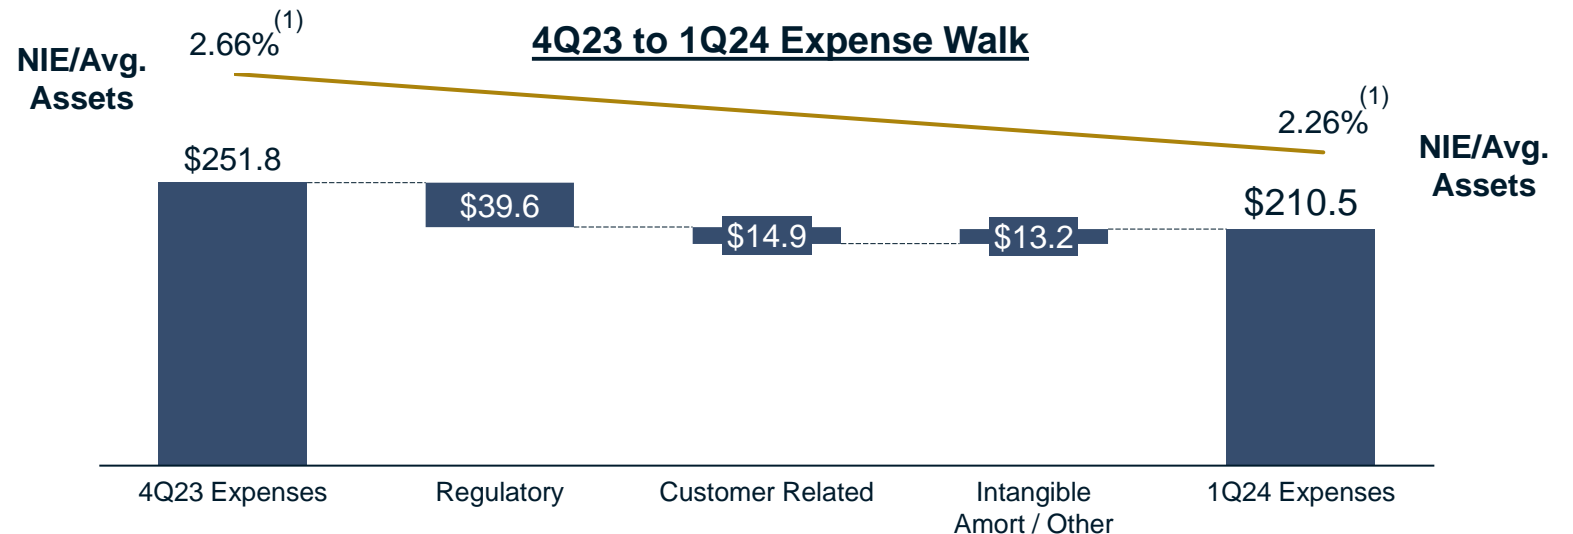 4Q23 to 1Q24 Expense Walk
NIE/Avg.
Assets
2.66%(1)
2.26%(1)
NIE/Avg.
Assets
$251.8
$39.6
$14.9
$13.2
$210.5
4Q23 Expenses
Regulatory
Customer Related
Intangible
Amort / Other
1Q24 Expenses